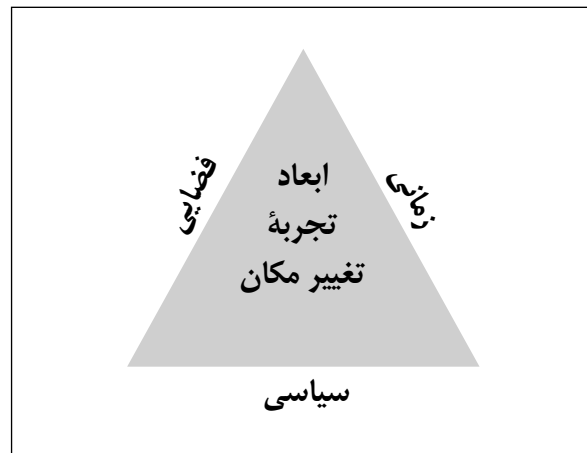 ابعاد
تجربهٔ
تغییر مکان
فضایی
زمانی
سیاسی